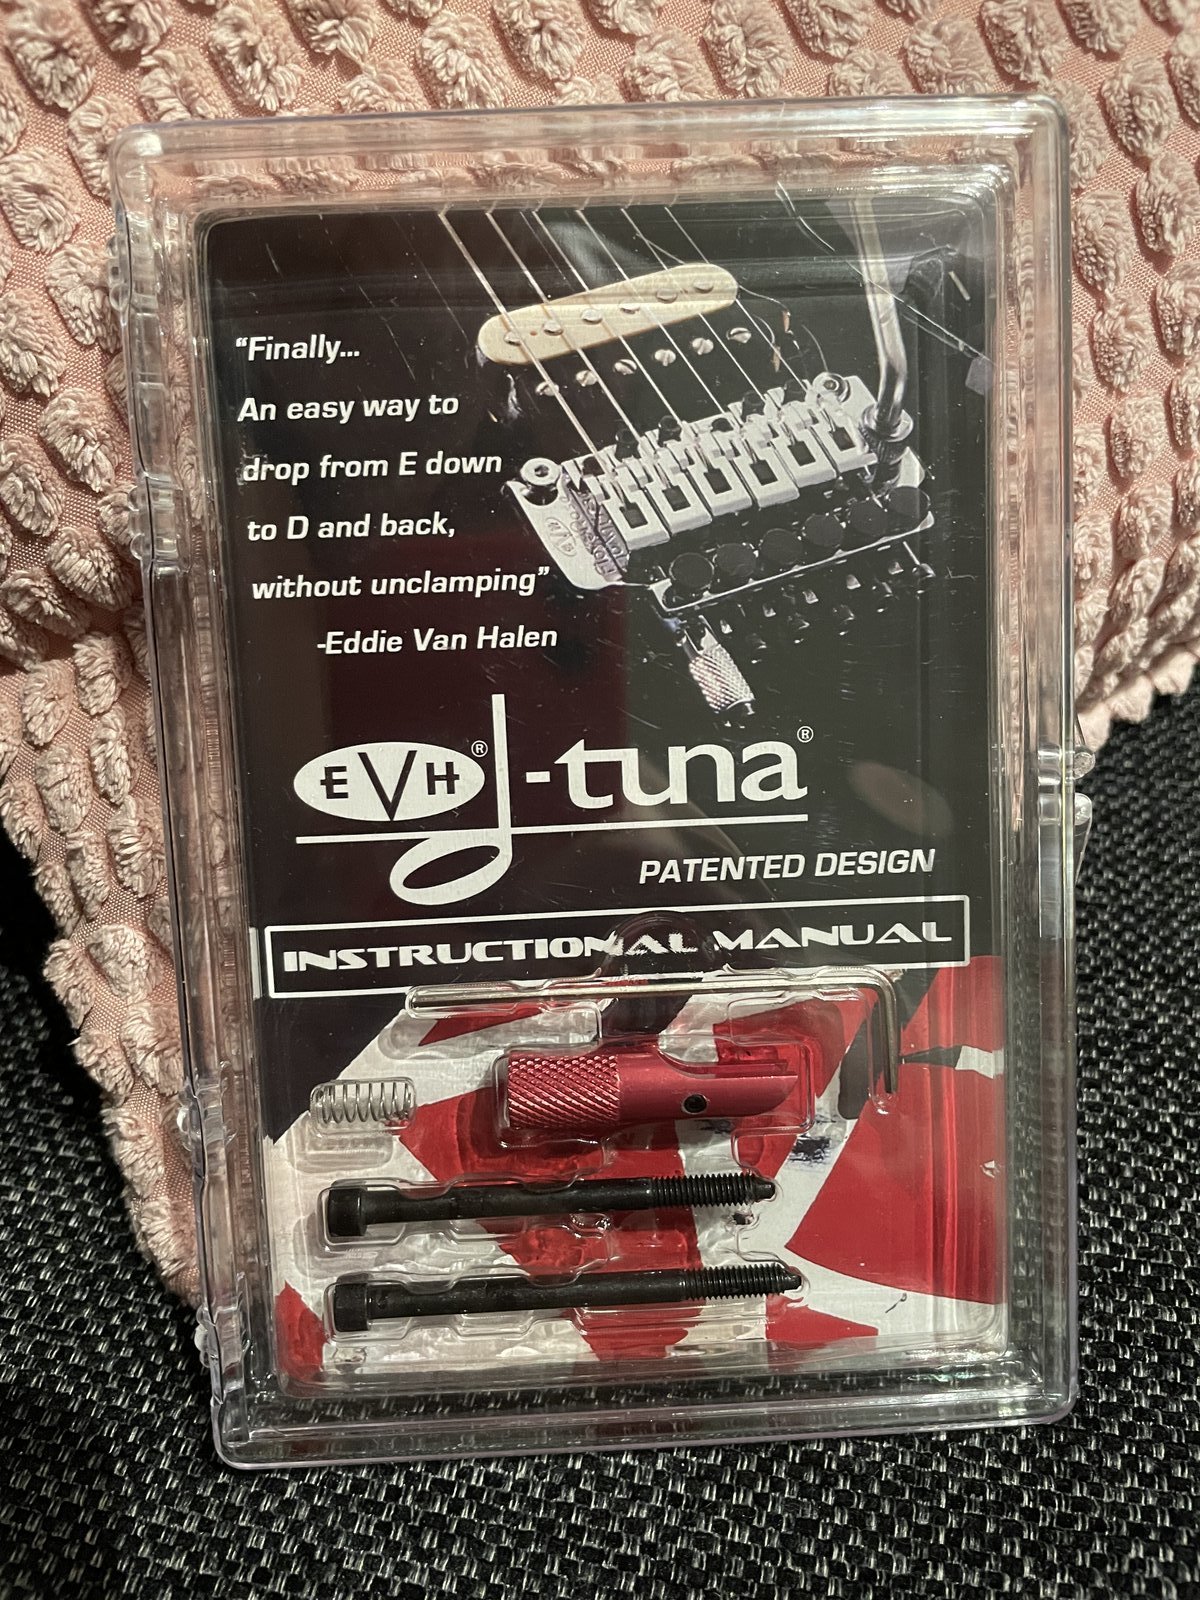 “Finally...
An easy way to
drop from E down
to D and back,
without unclamping”
-Eddie Van Halen
EVH® D-tuna®
PATENTED DESIGN
INSTRUCTIONAL MANUAL